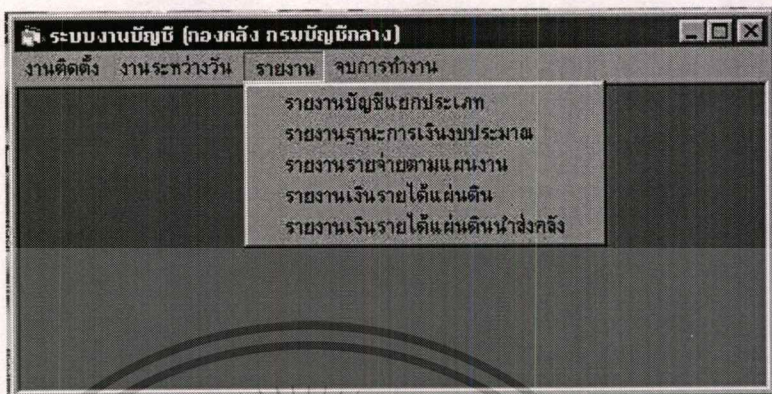 ระบบงานบัญชี (กองคลัง กรมบัญชีกลาง)
งานติดตั้ง งานระหว่างวัน รายงาน จบการทำงาน
รายงานบัญชีแยกประเภท
รายงานฐานะการเงินงบประมาณ
รายงานรายจ่ายตามแผนงาน
รายงานเงินรายได้แผ่นดิน
รายงานเงินรายได้แผ่นดินนำส่งคลัง